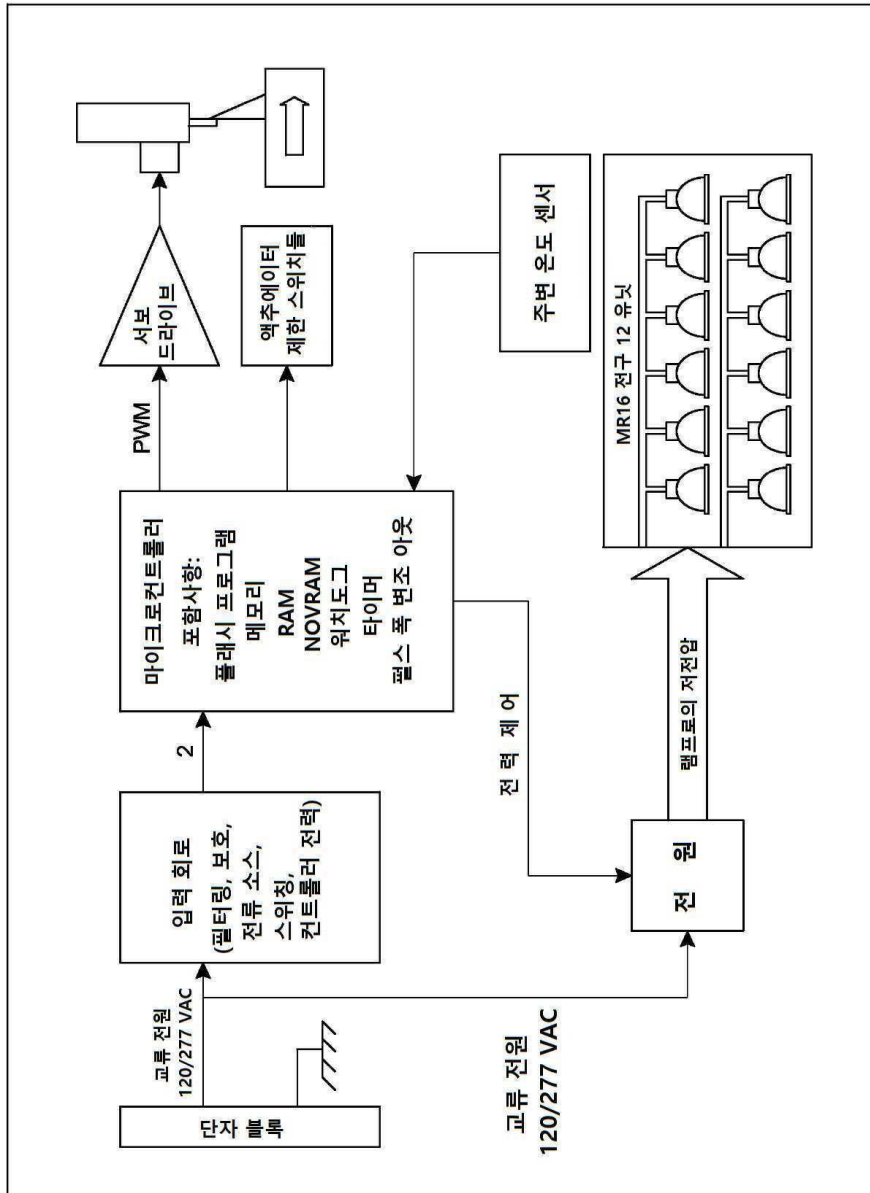 단자 블록
교류 전원
120/277 VAC
입력 회로
(필터링, 보호,
전류 소스,
스위칭,
컨트롤러 전력)
2
마이크로컨트롤러
포함사항:
플래시 프로그램
메모리
RAM
NOVRAM
워치도그
타이머
펄스 폭 변조 아웃
PWM
서보
드라이브
액추에이터
제한 스위치들
주변 온도 센서
전력 제어
교류 전원
120/277 VAC
전 원
램프로의 저전압
MR16 전구 12 유닛